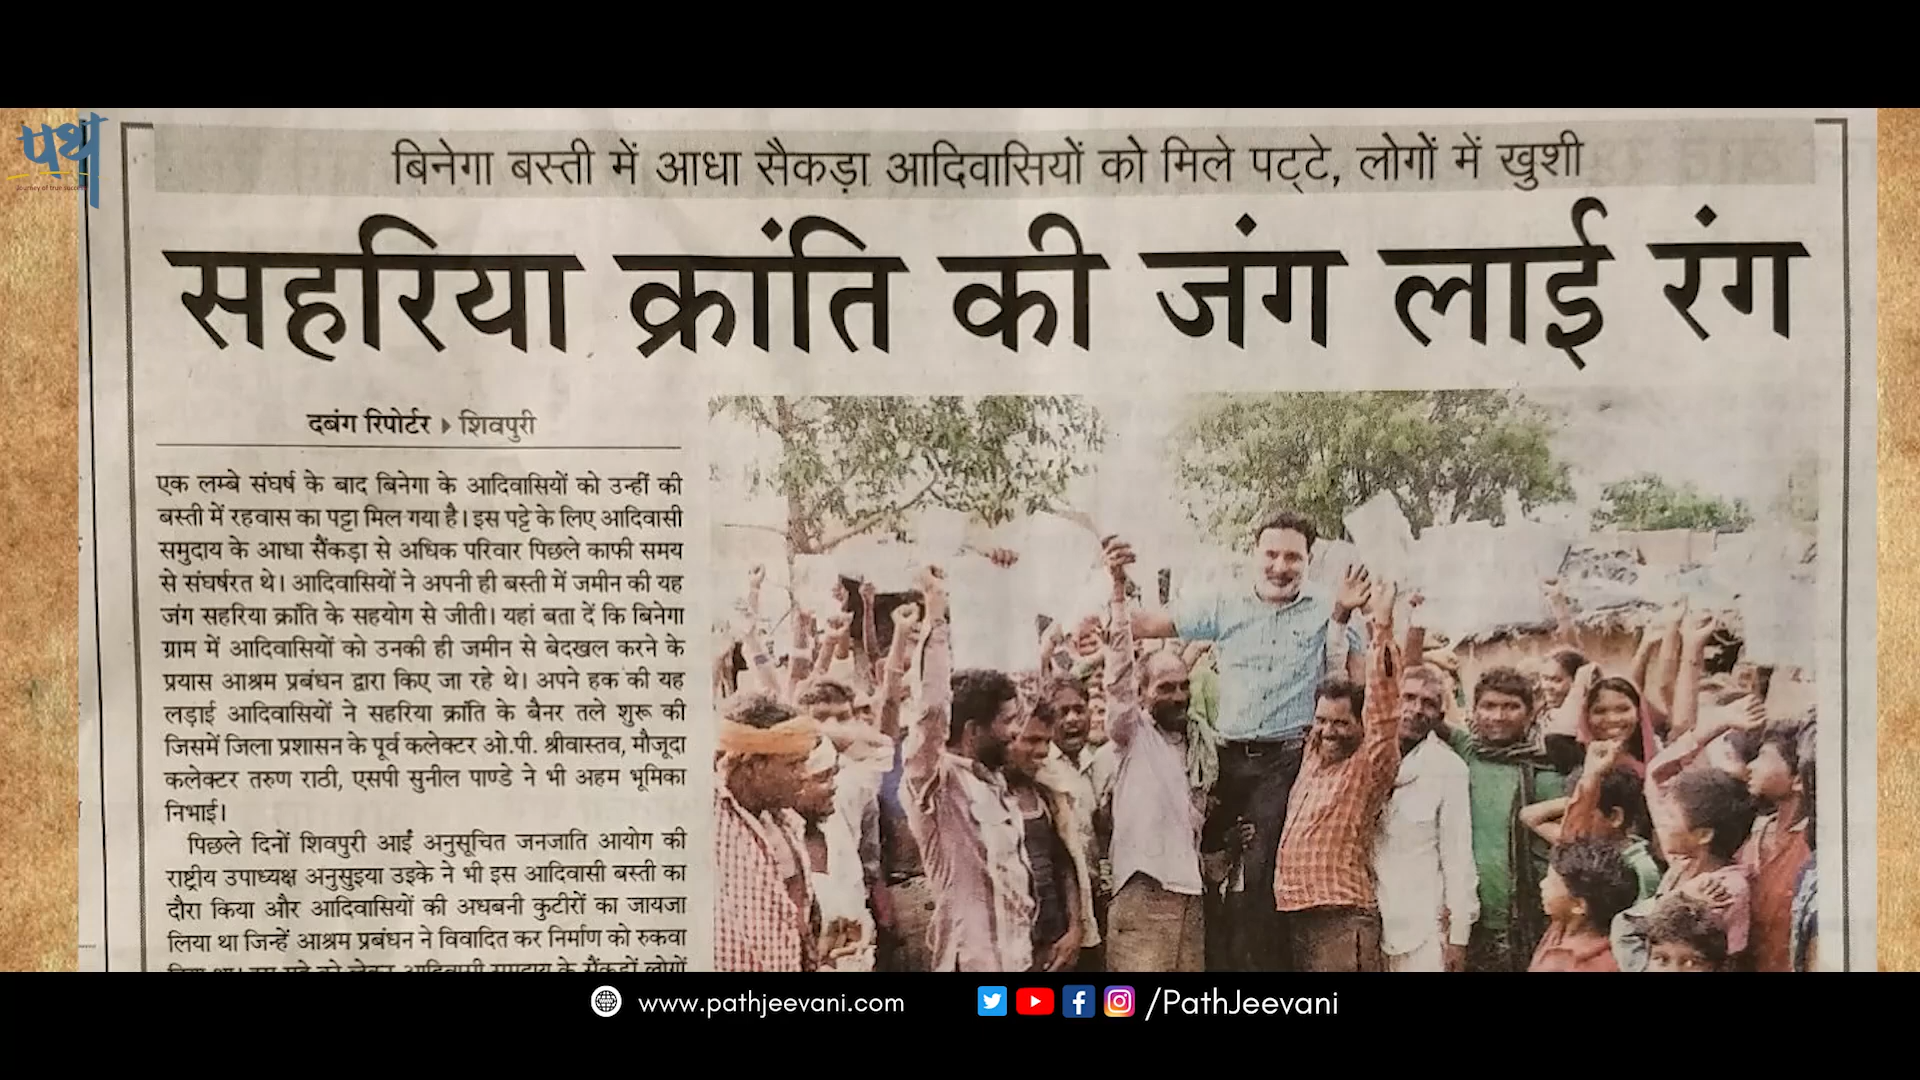 पथ
Journey of true success
बिनेगा बस्ती में आधा सैकड़ा आदिवासियों को मिले पट्टे, लोगों में खुशी
सहरिया क्रांति की जंग लाई रंग
दबंग रिपोर्टर शिवपुरी
एक लम्बे संघर्ष के बाद बिनेगा के आदिवासियों को उन्हीं की
बस्ती में रहवास का पट्टा मिल गया है। इस पट्टे के लिए आदिवासी
समुदाय के आधा सैंकड़ा से अधिक परिवार पिछले काफी समय
से संघर्षरत थे। आदिवासियों ने अपनी ही बस्ती में जमीन की यह
जंग सहरिया क्रांति के सहयोग से जीती। यहां बता दें कि बिनेगा
ग्राम में आदिवासियों को उनकी ही जमीन से बेदखल करने के
प्रयास आश्रम प्रबंधन द्वारा किए जा रहे थे। अपने हक की यह
लड़ाई आदिवासियों ने सहरिया क्रांति के बैनर तले शुरू की
जिसमें जिला प्रशासन के पूर्व कलेक्टर ओ.पी. श्रीवास्तव, मौजूदा
कलेक्टर तरुण राठी, एसपी सुनील पाण्डे ने भी अहम भूमिका
निभाई।
पिछले दिनों शिवपुरी आईं अनुसूचित जनजाति आयोग की
राष्ट्रीय उपाध्यक्ष अनुसुइया उइके ने भी इस आदिवासी बस्ती का
दौरा किया और आदिवासियों की अधबनी कुटीरों का जायजा
लिया था जिन्हें आश्रम प्रबंधन ने विवादित कर निर्माण को रुकवा
www.pathjeevani.com
/PathJeevani